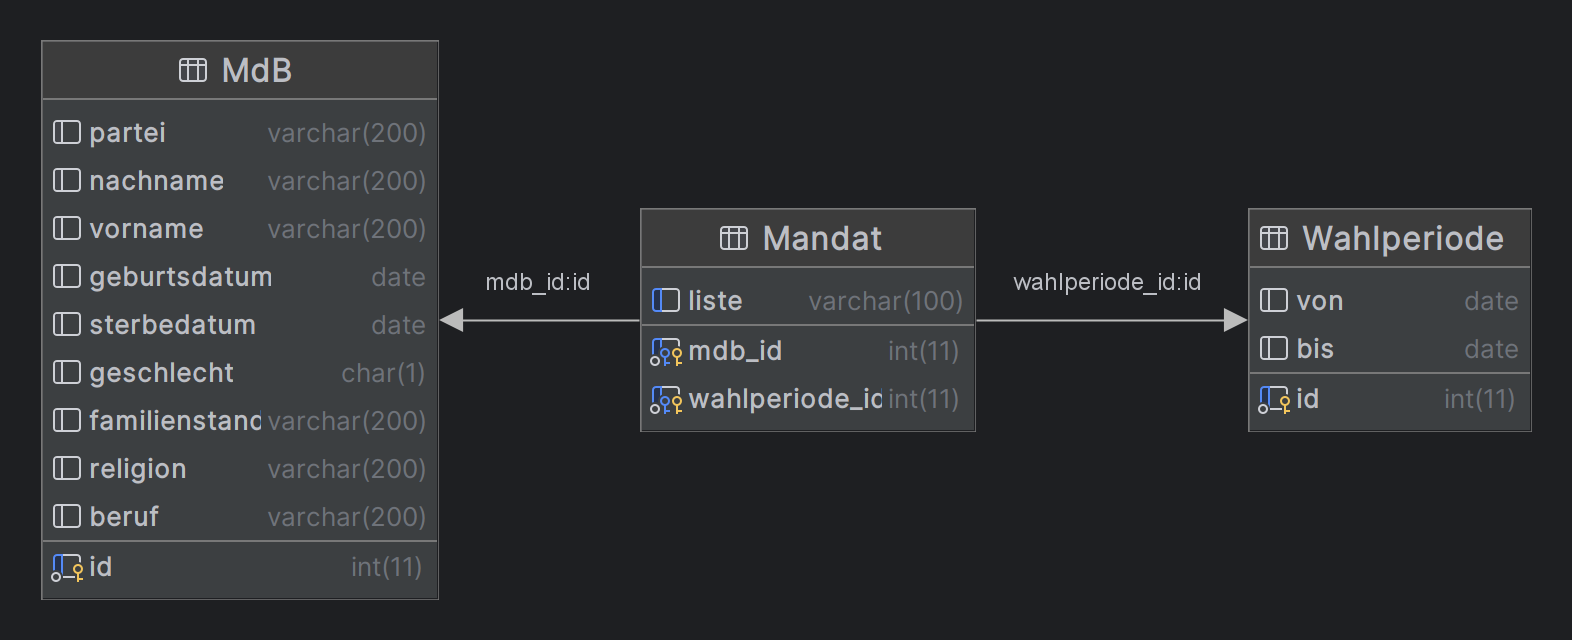 MdB
partei varchar(200)
nachname varchar(200)
vorname varchar(200)
geburtsdatum date
sterbedatum date
geschlecht char(1)
familienstand varchar(200)
religion varchar(200)
beruf varchar(200)
id int(11)
mdb_id:id
Mandat
liste varchar(100)
mdb_id int(11)
wahlperiode_id int(11)
wahlperiode_id:id
Wahlperiode
von date
bis date
id int(11)